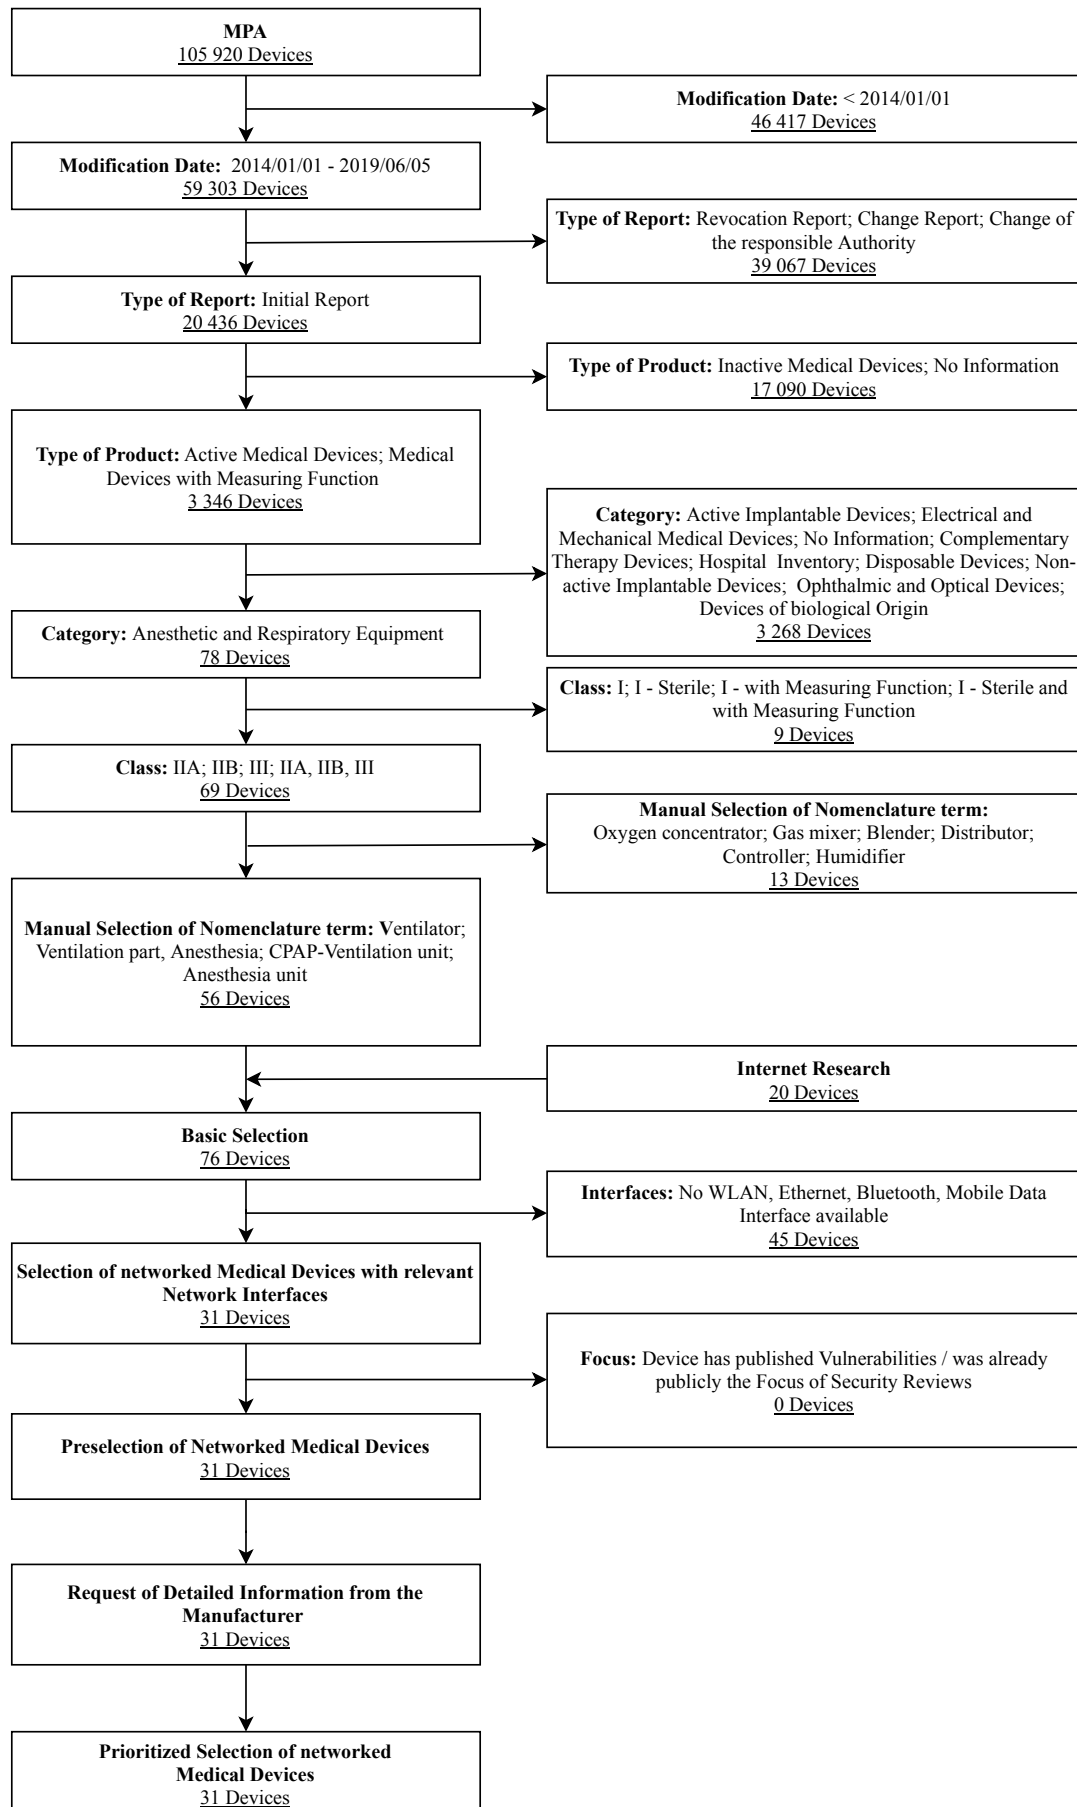 MPA
105 920 Devices
Modification Date: < 2014/01/01
46 417 Devices
Modification Date:  2014/01/01 - 2019/06/05
59 303 Devices
Type of Report: Revocation Report; Change Report; Change of
the responsible Authority
39 067 Devices
Type of Report: Initial Report
20 436 Devices
Type of Product: Inactive Medical Devices; No Information
17 090 Devices
Type of Product: Active Medical Devices; Medical
Devices with Measuring Function
3 346 Devices
Category: Active Implantable Devices; Electrical and
Mechanical Medical Devices; No Information; Complementary
Therapy Devices; Hospital  Inventory; Disposable Devices; Non-
active Implantable Devices;  Ophthalmic and Optical Devices;
Devices of biological Origin
3 268 Devices
Category: Anesthetic and Respiratory Equipment
78 Devices
Class: I; I - Sterile; I - with Measuring Function; I - Sterile and
with Measuring Function
9 Devices
Class: IIA; IIB; III; IIA, IIB, III
69 Devices
Manual Selection of Nomenclature term:
Oxygen concentrator; Gas mixer; Blender; Distributor;
Controller; Humidifier
13 Devices
Manual Selection of Nomenclature term: Ventilator;
Ventilation part, Anesthesia; CPAP-Ventilation unit;
Anesthesia unit
56 Devices
Internet Research
20 Devices
Basic Selection
76 Devices
Interfaces: No WLAN, Ethernet, Bluetooth, Mobile Data
Interface available
45 Devices
Selection of networked Medical Devices with relevant
Network Interfaces
31 Devices
Focus: Device has published Vulnerabilities / was already
publicly the Focus of Security Reviews
0 Devices
Preselection of Networked Medical Devices
31 Devices
Request of Detailed Information from the
Manufacturer
31 Devices
Prioritized Selection of networked
Medical Devices
31 Devices